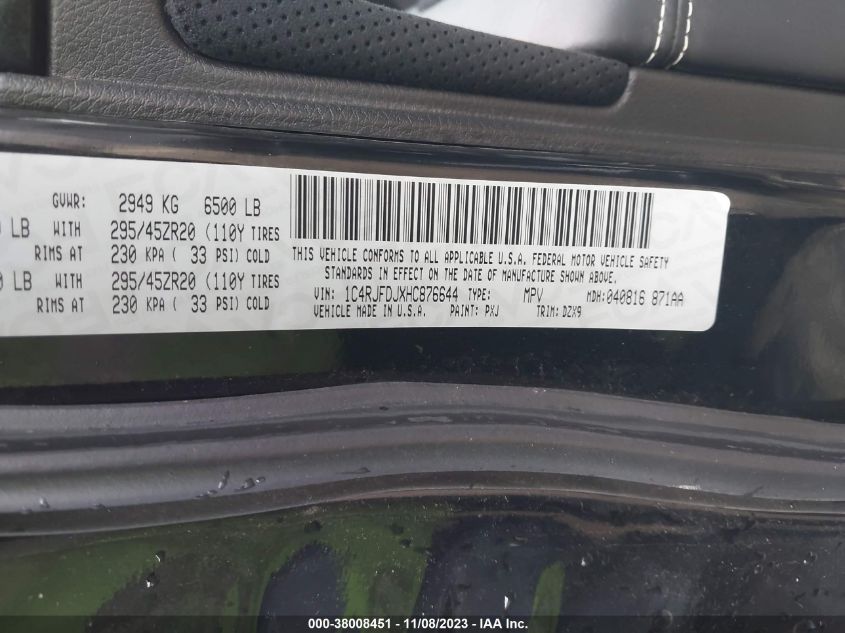 GVWR: 2949 KG 6500 LB
LB WITH 295/45ZR20 (110Y TIRES
RIMS AT 230 KPA ( 33 PSI) COLD
LB WITH 295/45ZR20 (110Y TIRES
RIMS AT 230 KPA ( 33 PSI) COLD
THIS VEHICLE CONFORMS TO ALL APPLICABLE U.S.A. FEDERAL MOTOR VEHICLE SAFETY
STANDARDS IN EFFECT ON THE DATE OF MANUFACTURE SHOWN ABOVE.
VIN: 1C4RJFDJXHC876644 TYPE: MPV MDH:040816 871AA
VEHICLE MADE IN U.S.A. PAINT: PXJ TRIM: DZX9
000-38008451 - 11/08/2023 - IAA Inc.